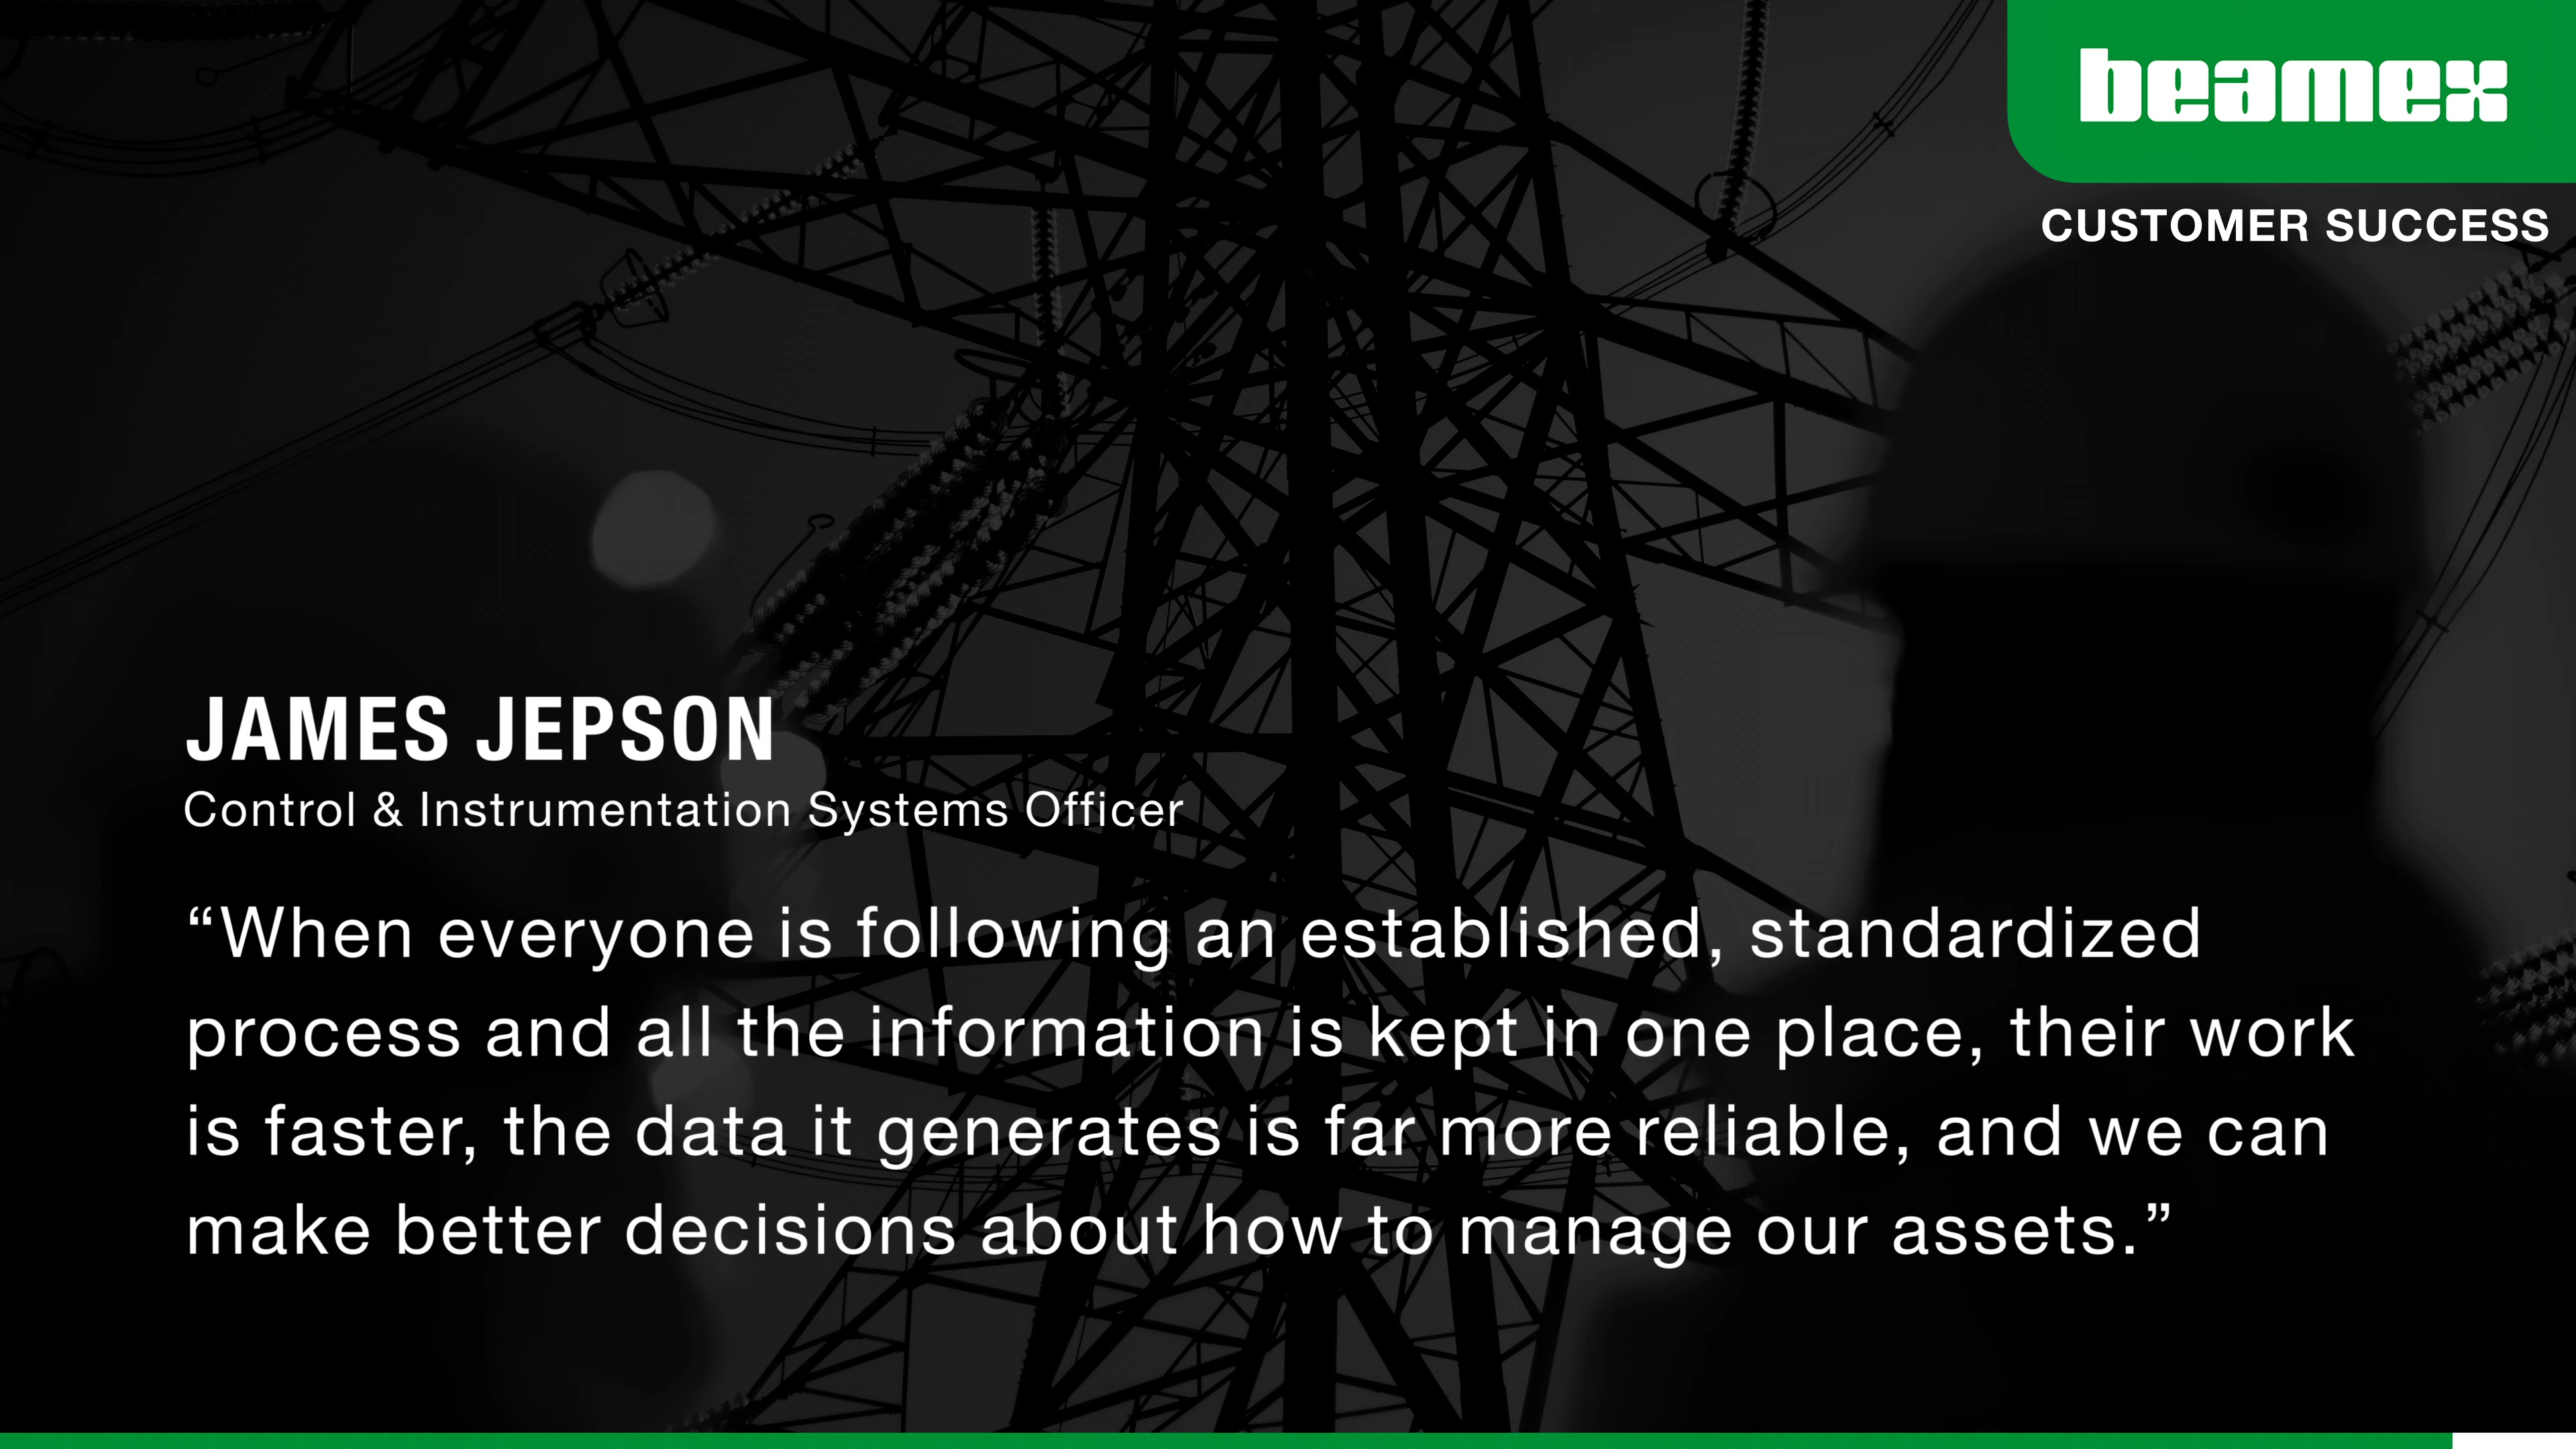 beamex
CUSTOMER SUCCESS
JAMES JEPSON
Control & Instrumentation Systems Officer
“When everyone is following an established, standardized
process and all the information is kept in one place, their work
is faster, the data it generates is far more reliable, and we can
make better decisions about how to manage our assets.”